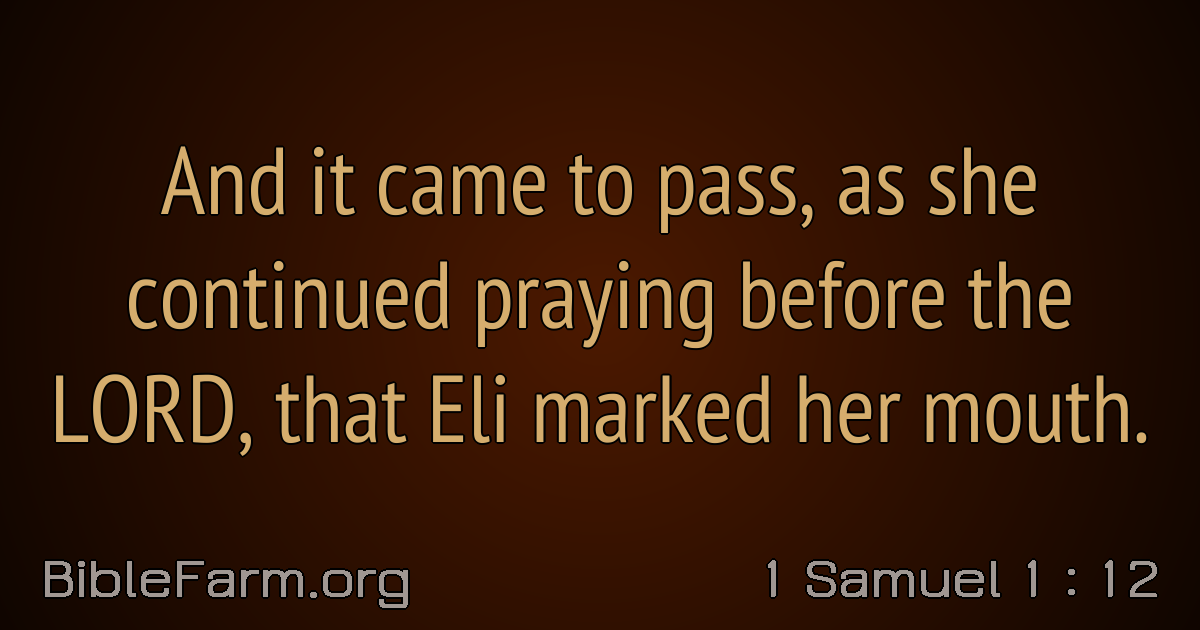 And it came to pass, as she
continued praying before the
LORD, that Eli marked her mouth.
BibleFarm.org
1 Samuel 1 : 12